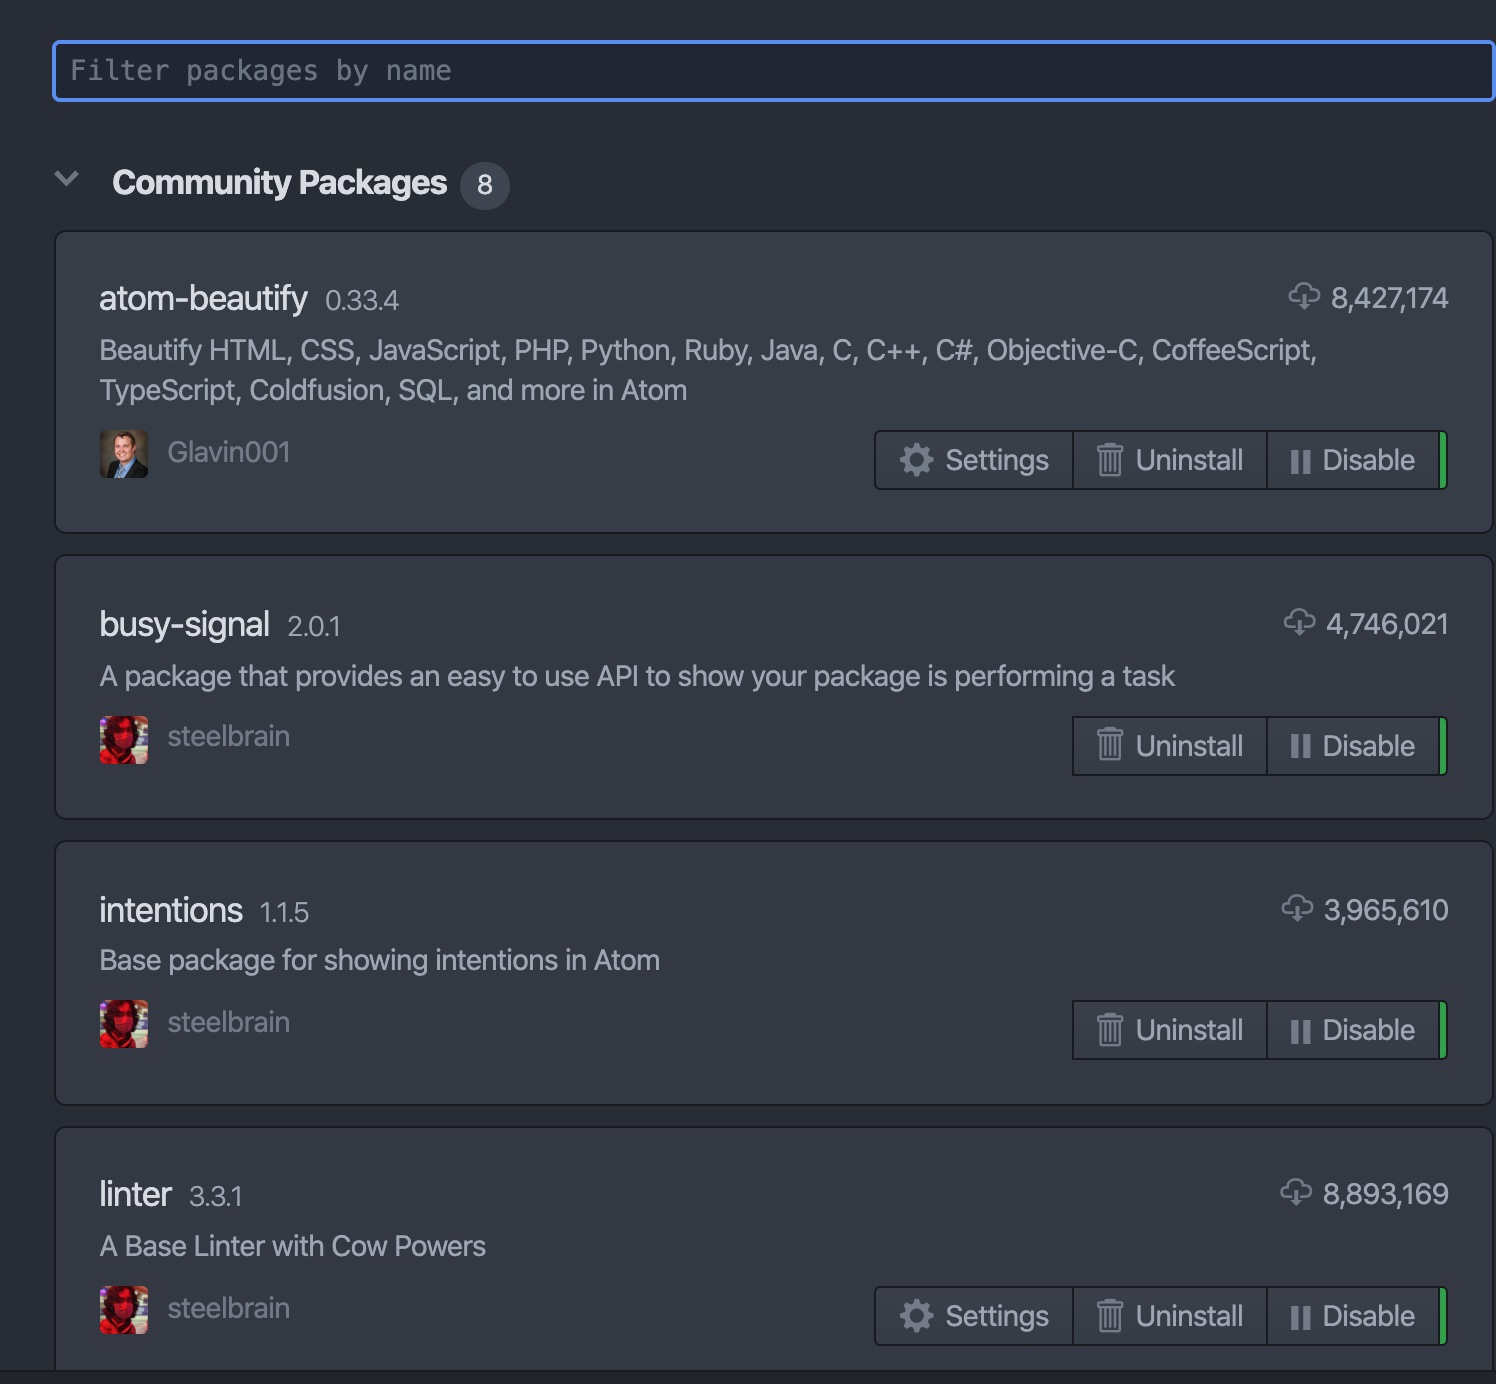 Filter packages by name
Community Packages 8
atom-beautify 0.33.4 8,427,174
Beautify HTML, CSS, JavaScript, PHP, Python, Ruby, Java, C, C++, C#, Objective-C, CoffeeScript,
TypeScript, Coldfusion, SQL, and more in Atom
Glavin001 Settings Uninstall Disable
busy-signal 2.0.1 4,746,021
A package that provides an easy to use API to show your package is performing a task
steelbrain Uninstall Disable
intentions 1.1.5 3,965,610
Base package for showing intentions in Atom
steelbrain Uninstall Disable
linter 3.3.1 8,893,169
A Base Linter with Cow Powers
steelbrain Settings Uninstall Disable